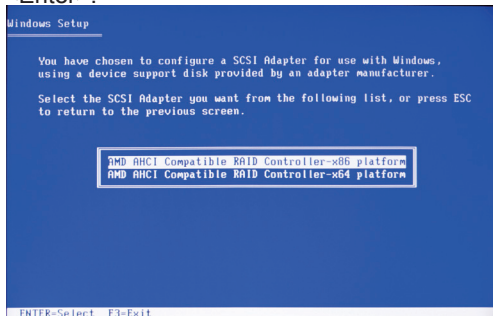 "Enter".
Windows Setup
You have chosen to configure a SCSI Adapter for use with Windows,
using a device support disk provided by an adapter manufacturer.
Select the SCSI Adapter you want from the following list, or press ESC
to return to the previous screen.
AMD AHCI Compatible RAID Controller-x86 platform
AMD AHCI Compatible RAID Controller-x64 platform
ENTER=Select F3=Exit